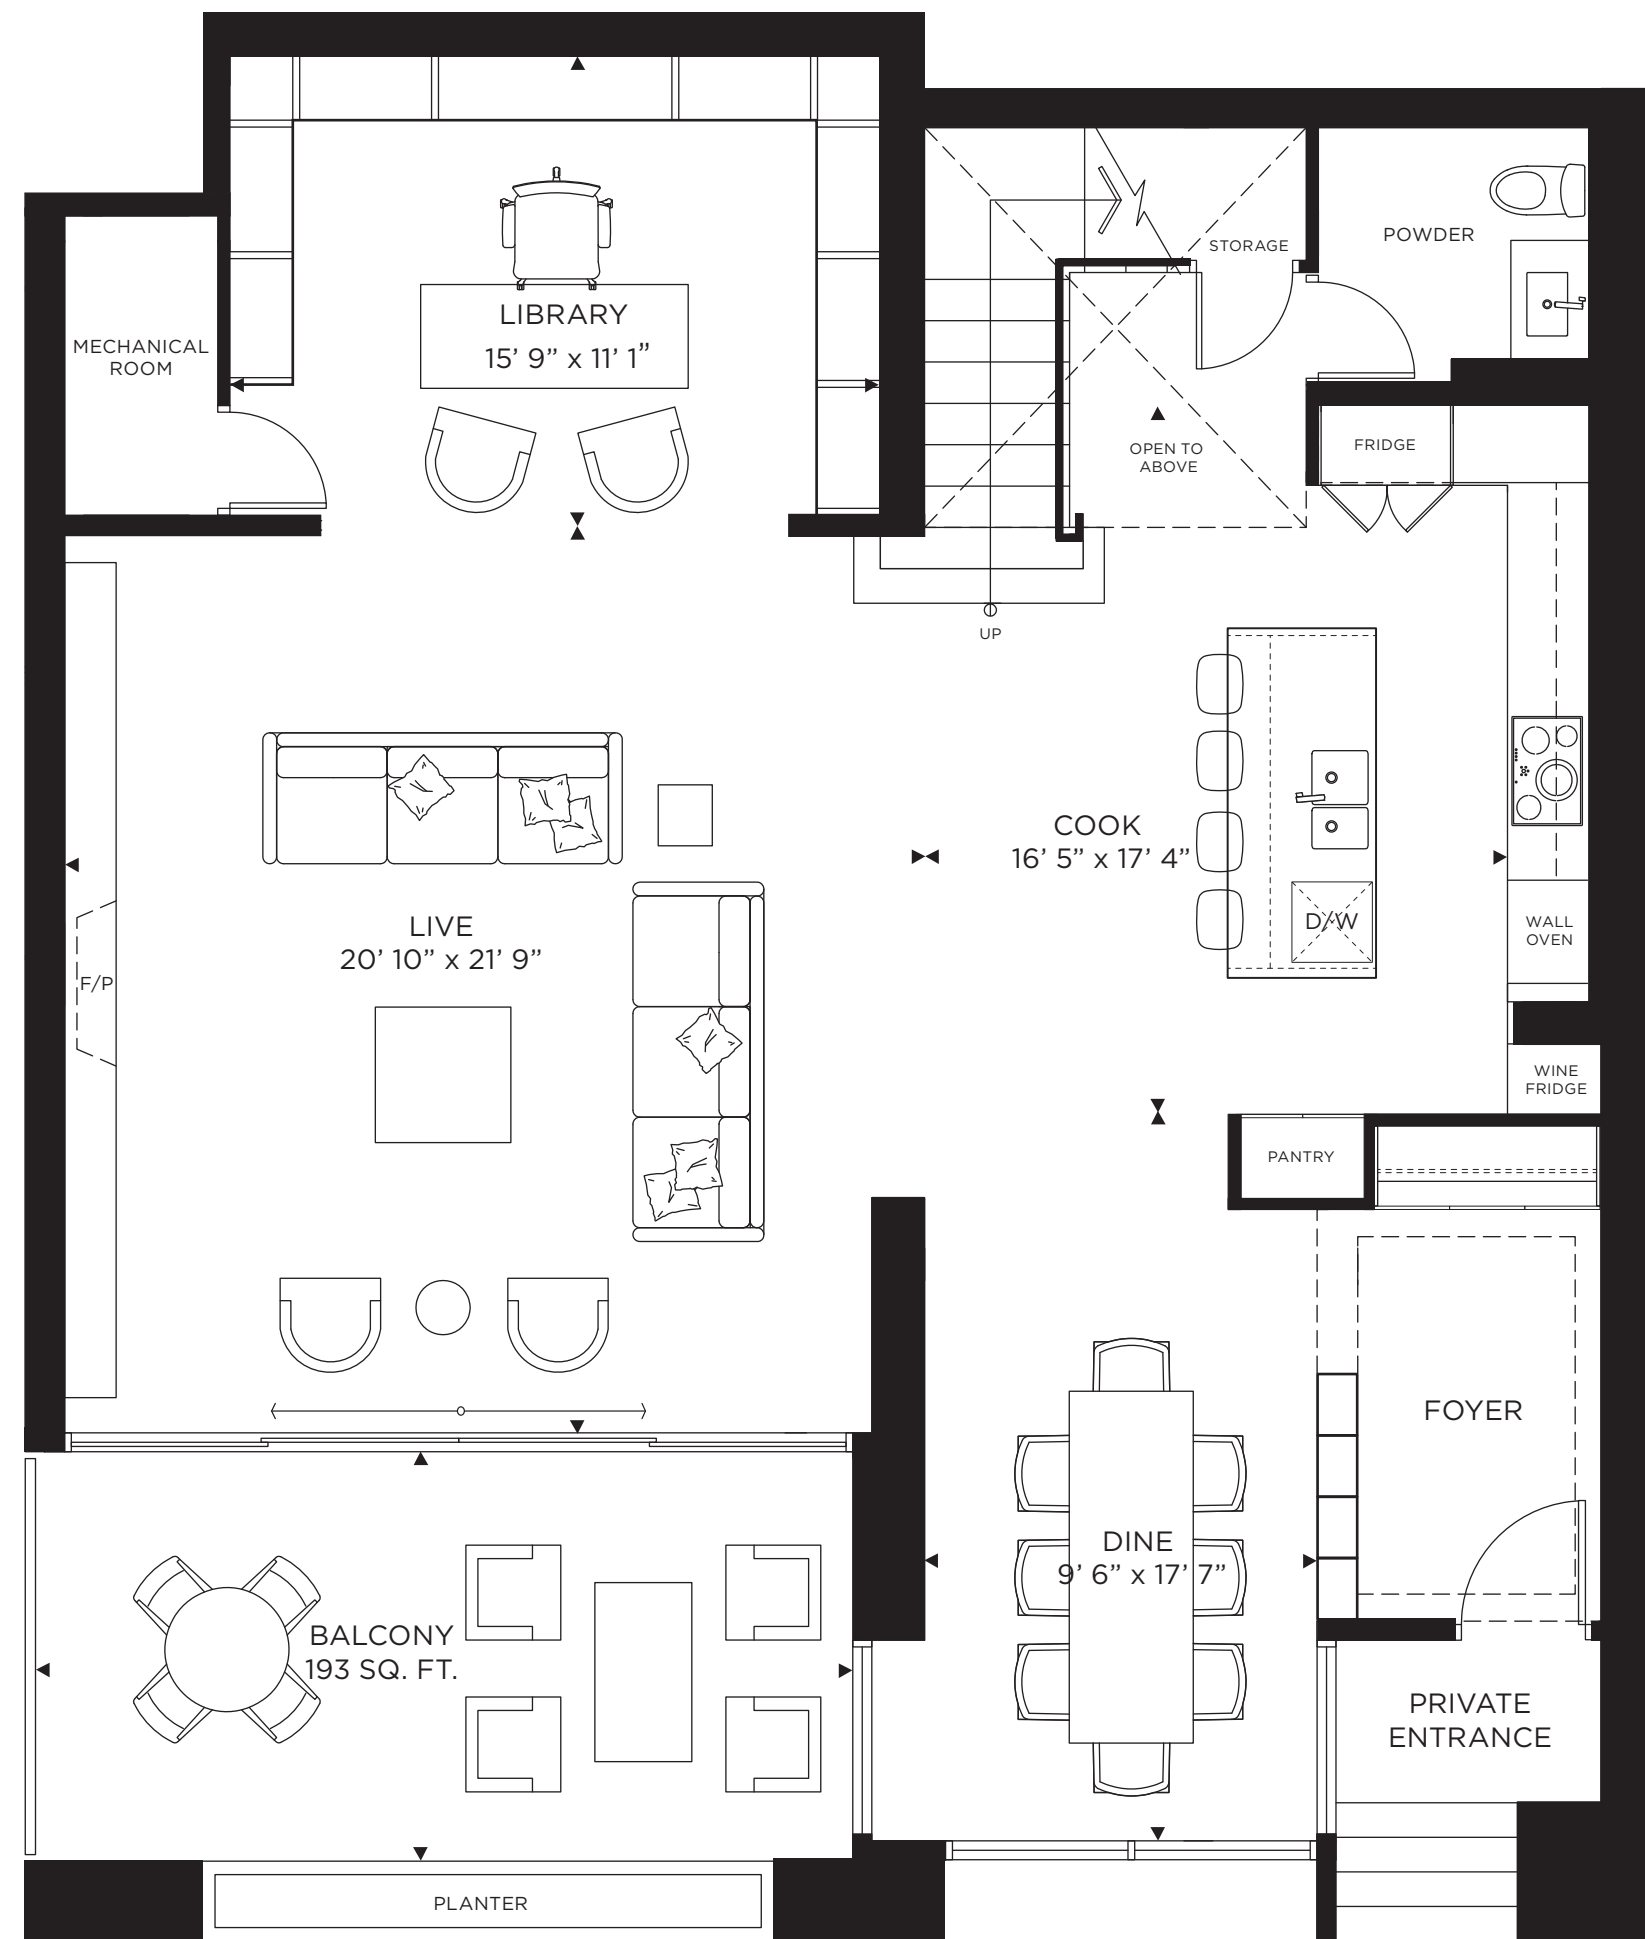 STORAGE
POWDER
LIBRARY
15’ 9” x 11’ 1”
MECHANICAL
ROOM
OPEN TO
ABOVE
FRIDGE
UP
COOK
16’ 5” x 17’ 4”
LIVE
20’ 10” x 21’ 9”
D/W
WALL
OVEN
F/P
WINE
FRIDGE
PANTRY
FOYER
DINE
9’ 6” x 17’ 7”
BALCONY
193 SQ. FT.
PRIVATE
ENTRANCE
PLANTER